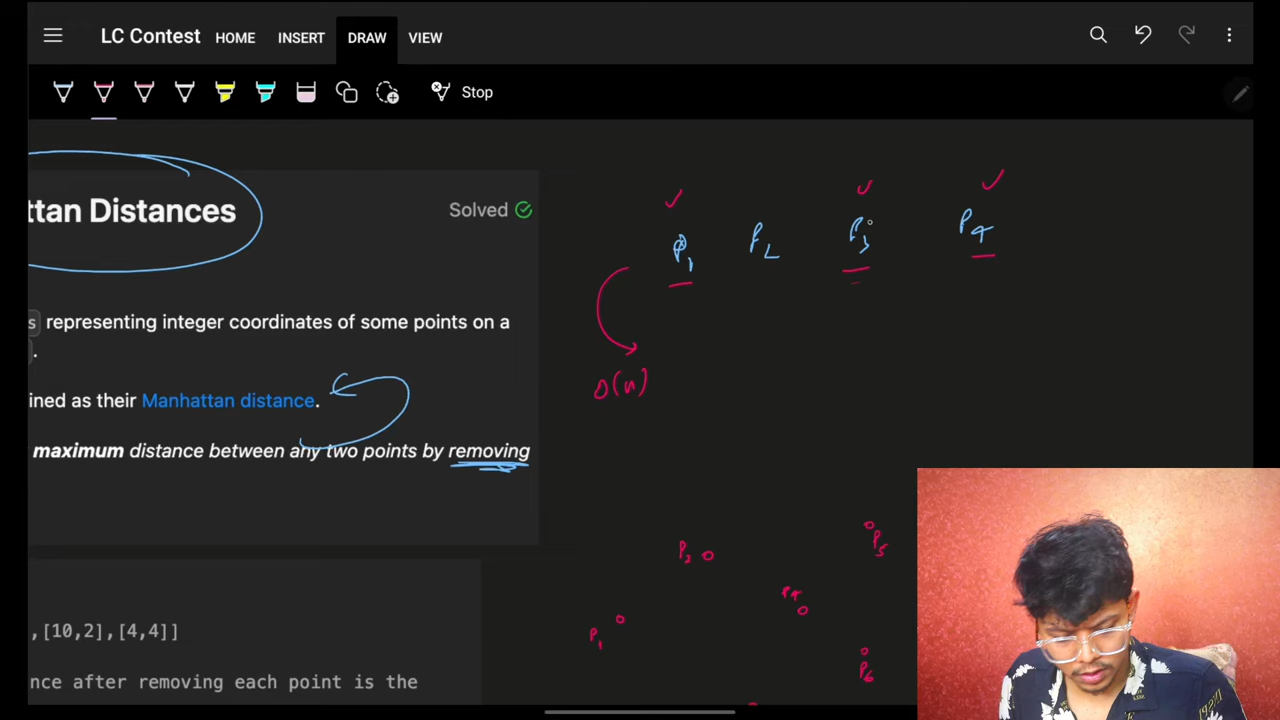 LC Contest HOME INSERT DRAW VIEW
Stop
ttan Distances
Solved
s representing integer coordinates of some points on a
.
ined as their Manhattan distance.
maximum distance between any two points by removing
,[10,2],[4,4]]
nce after removing each point is the
P1 P2 P3 P4
O(n)
P5
P2
P4
P1
P6